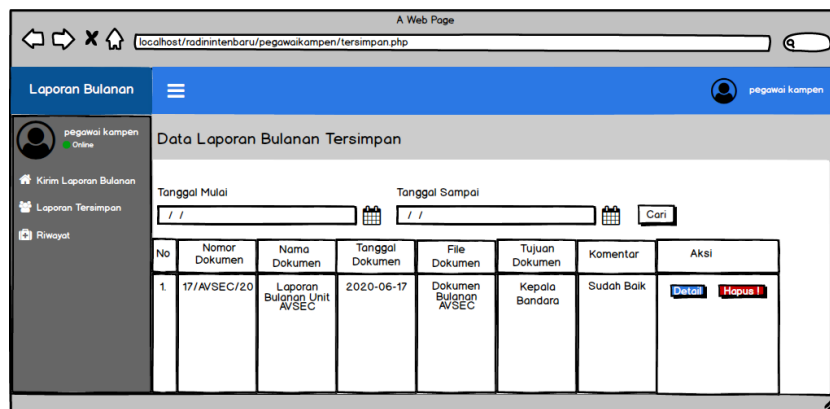 A Web Page
localhost/radinintenbaru/pegawaikampen/tersimpan.php
Laporan Bulanan
pegawai kampen
pegawai kampen
Online
Data Laporan Bulanan Tersimpan
Kirim Laporan Bulanan
Laporan Tersimpan
Riwayat
Tanggal Mulai
Tanggal Sampai
/ /
/ /
Cari
No
Nomor
Dokumen
Nama
Dokumen
Tanggal
Dokumen
File
Dokumen
Tujuan
Dokumen
Komentar
Aksi
1.
17/AVSEC/20
Laporan
Bulanan Unit
AVSEC
2020-06-17
Dokumen
Bulanan
AVSEC
Kepala
Bandara
Sudah Baik
Detail
Hapus !